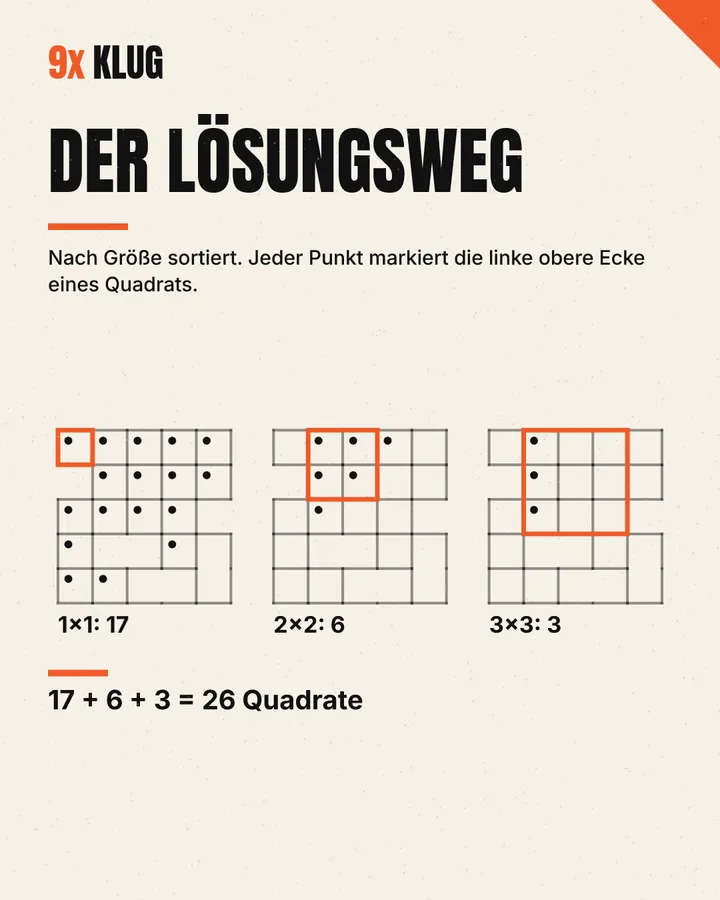 9x KLUG
DER LÖSUNGSWEG
Nach Größe sortiert. Jeder Punkt markiert die linke obere Ecke
eines Quadrats.
1×1: 17
2×2: 6
3×3: 3
17 + 6 + 3 = 26 Quadrate